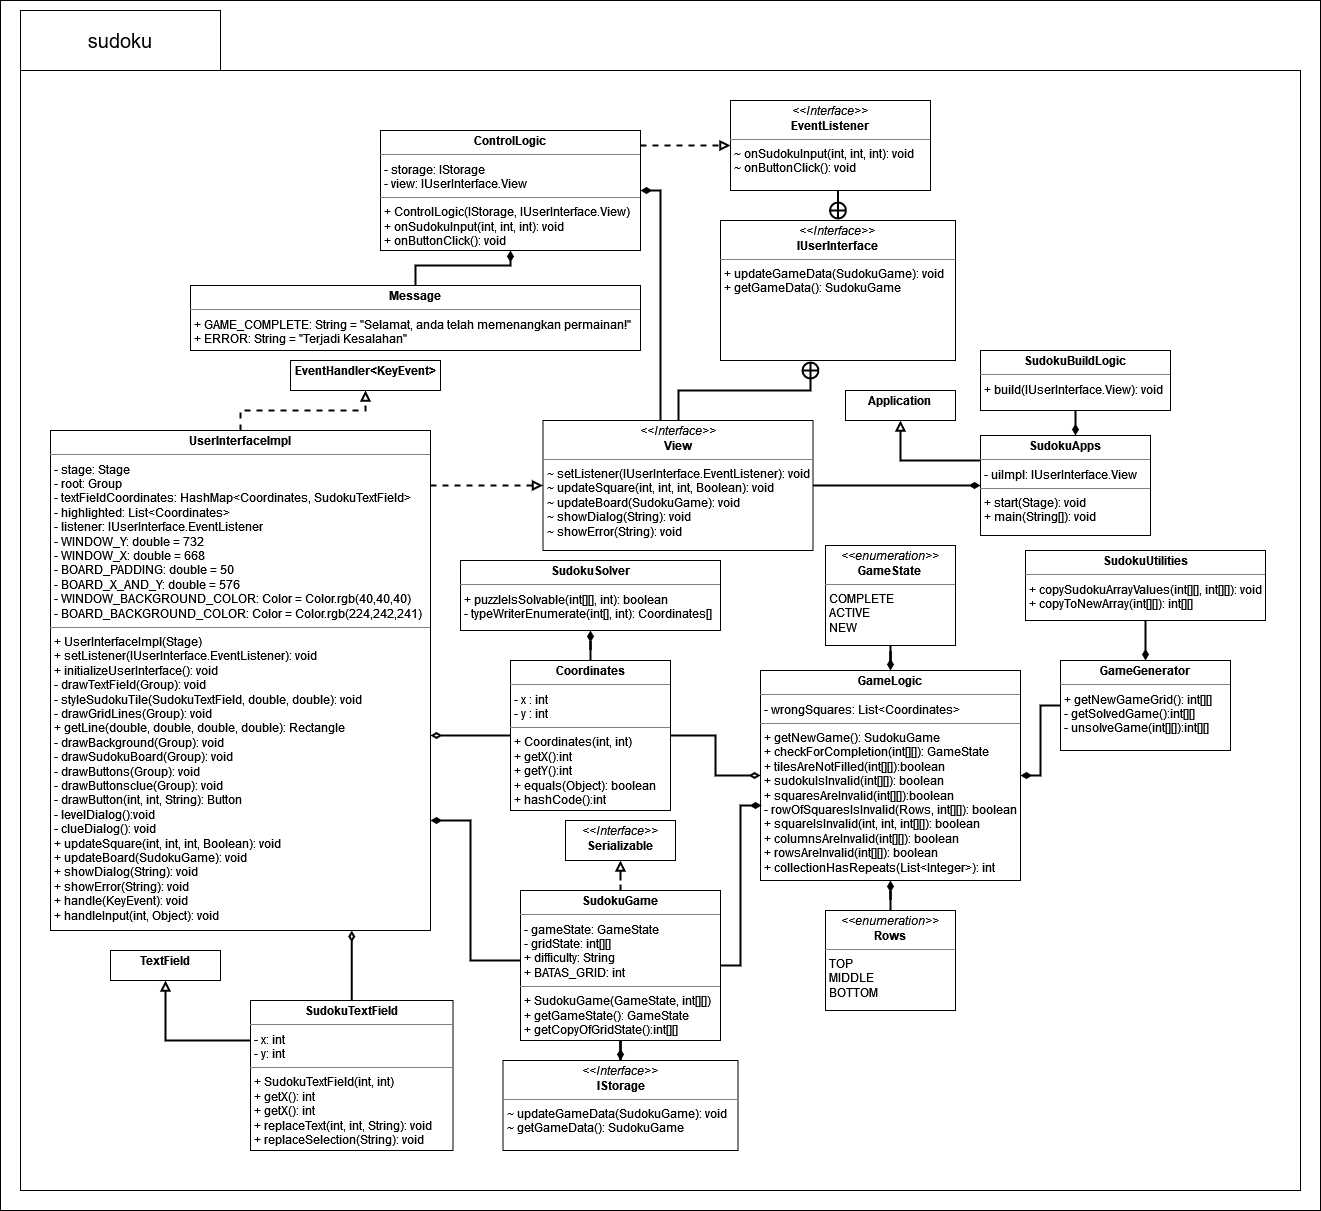 sudoku
<<Interface>>
EventListener
~ onSudokuInput(int, int, int): void
~ onButtonClick(): void
ControlLogic
- storage: IStorage
- view: IUserInterface.View
+ ControlLogic(IStorage, IUserInterface.View)
+ onSudokuInput(int, int, int): void
+ onButtonClick(): void
<<Interface>>
IUserInterface
+ updateGameData(SudokuGame): void
+ getGameData(): SudokuGame
Message
+ GAME_COMPLETE: String = "Selamat, anda telah memenangkan permainan!"
+ ERROR: String = "Terjadi Kesalahan"
EventHandler<KeyEvent>
SudokuBuildLogic
+ build(IUserInterface.View): void
Application
UserInterfaceImpl
- stage: Stage
- root: Group
- textFieldCoordinates: HashMap<Coordinates, SudokuTextField>
- highlighted: List<Coordinates>
- listener: IUserInterface.EventListener
- WINDOW_Y: double = 732
- WINDOW_X: double = 668
- BOARD_PADDING: double = 50
- BOARD_X_AND_Y: double = 576
- WINDOW_BACKGROUND_COLOR: Color = Color.rgb(40,40,40)
- BOARD_BACKGROUND_COLOR: Color = Color.rgb(224,242,241)
+ UserInterfaceImpl(Stage)
+ setListener(IUserInterface.EventListener): void
+ initializeUserInterface(): void
- drawTextField(Group): void
- styleSudokuTile(SudokuTextField, double, double): void
- drawGridLines(Group): void
+ getLine(double, double, double, double): Rectangle
- drawBackground(Group): void
- drawSudokuBoard(Group): void
- drawButtons(Group): void
- drawButtonsclue(Group): void
- drawButton(int, int, String): Button
- levelDialog():void
- clueDialog(): void
+ updateSquare(int, int, int, Boolean): void
+ updateBoard(SudokuGame): void
+ showDialog(String): void
+ showError(String): void
+ handle(KeyEvent): void
+ handleInput(int, Object): void
<<Interface>>
View
~ setListener(IUserInterface.EventListener): void
~ updateSquare(int, int, int, Boolean): void
~ updateBoard(SudokuGame): void
~ showDialog(String): void
~ showError(String): void
SudokuApps
- uiImpl: IUserInterface.View
+ start(Stage): void
+ main(String[]): void
SudokuSolver
+ puzzleIsSolvable(int[][], int): boolean
- typeWriterEnumerate(int[], int): Coordinates[]
<<enumeration>>
GameState
COMPLETE
ACTIVE
NEW
SudokuUtilities
+ copySudokuArrayValues(int[][], int[][]): void
+ copyToNewArray(int[][]): int[][]
Coordinates
- x : int
- y : int
+ Coordinates(int, int)
+ getX():int
+ getY():int
+ equals(Object): boolean
+ hashCode():int
GameLogic
- wrongSquares: List<Coordinates>
+ getNewGame(): SudokuGame
+ checkForCompletion(int[][]): GameState
+ tilesAreNotFilled(int[][]):boolean
+ sudokuIsInvalid(int[][]): boolean
+ squaresAreInvalid(int[][]):boolean
- rowOfSquaresIsInvalid(Rows, int[][]): boolean
+ squareIsInvalid(int, int, int[][]): boolean
+ columnsAreInvalid(int[][]): boolean
+ rowsAreInvalid(int[][]): boolean
+ collectionHasRepeats(List<Integer>): int
GameGenerator
+ getNewGameGrid(): int[][]
- getSolvedGame():int[][]
- unsolveGame(int[][]):int[][]
<<Interface>>
Serializable
SudokuGame
- gameState: GameState
- gridState: int[][]
+ difficulty: String
+ BATAS_GRID: int
+ SudokuGame(GameState, int[][])
+ getGameState(): GameState
+ getCopyOfGridState():int[][]
<<enumeration>>
Rows
TOP
MIDDLE
BOTTOM
TextField
SudokuTextField
- x: int
- y: int
+ SudokuTextField(int, int)
+ getX(): int
+ getX(): int
+ replaceText(int, int, String): void
+ replaceSelection(String): void
<<Interface>>
IStorage
~ updateGameData(SudokuGame): void
~ getGameData(): SudokuGame